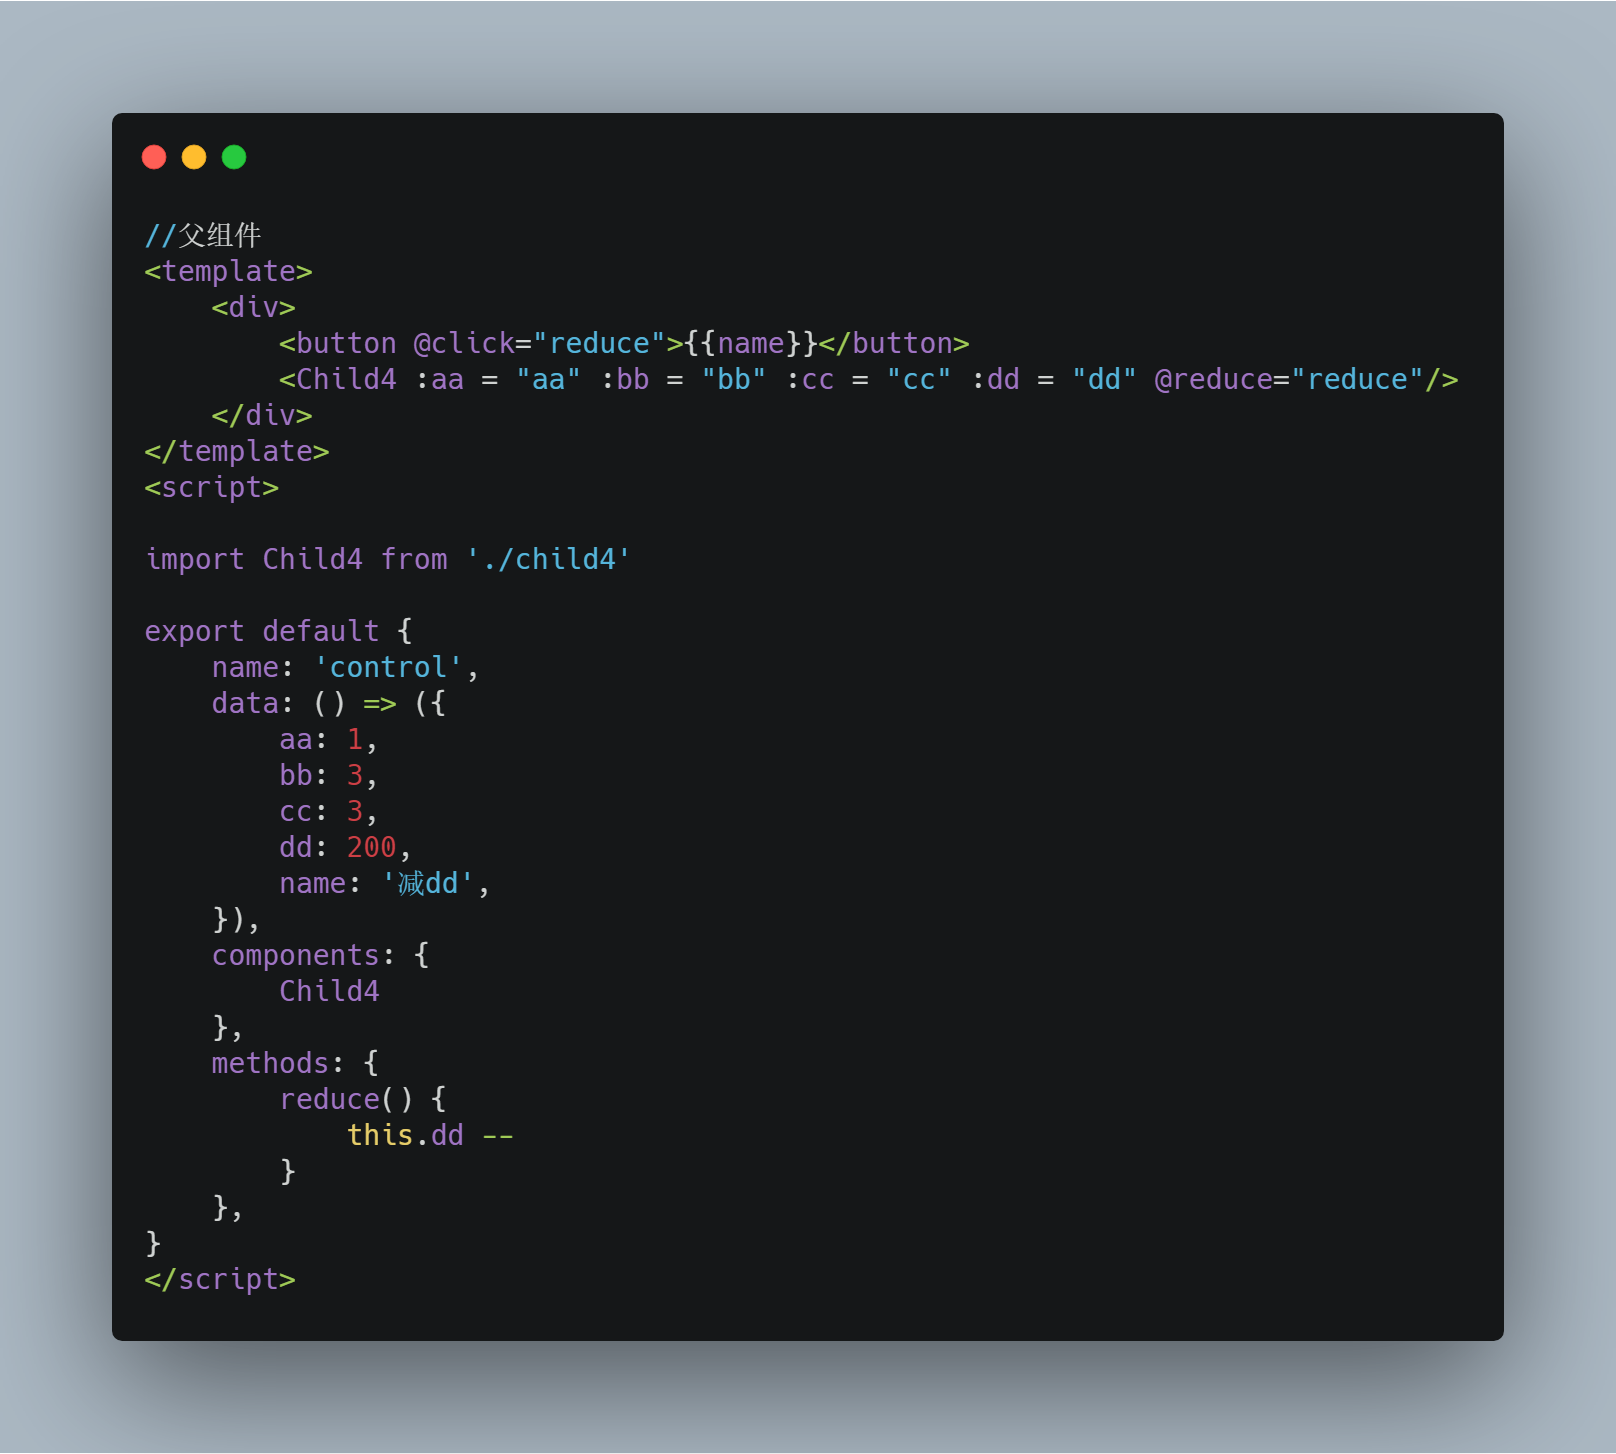 //父组件
<template>
    <div>
        <button @click="reduce">{{name}}</button>
        <Child4 :aa = "aa" :bb = "bb" :cc = "cc" :dd = "dd" @reduce="reduce"/>
    </div>
</template>
<script>

import Child4 from './child4'

export default {
    name: 'control',
    data: () => ({
        aa: 1,
        bb: 3,
        cc: 3,
        dd: 200,
        name: '减dd',
    }),
    components: {
        Child4
    },
    methods: {
        reduce() {
            this.dd --
        }
    },
}
</script>